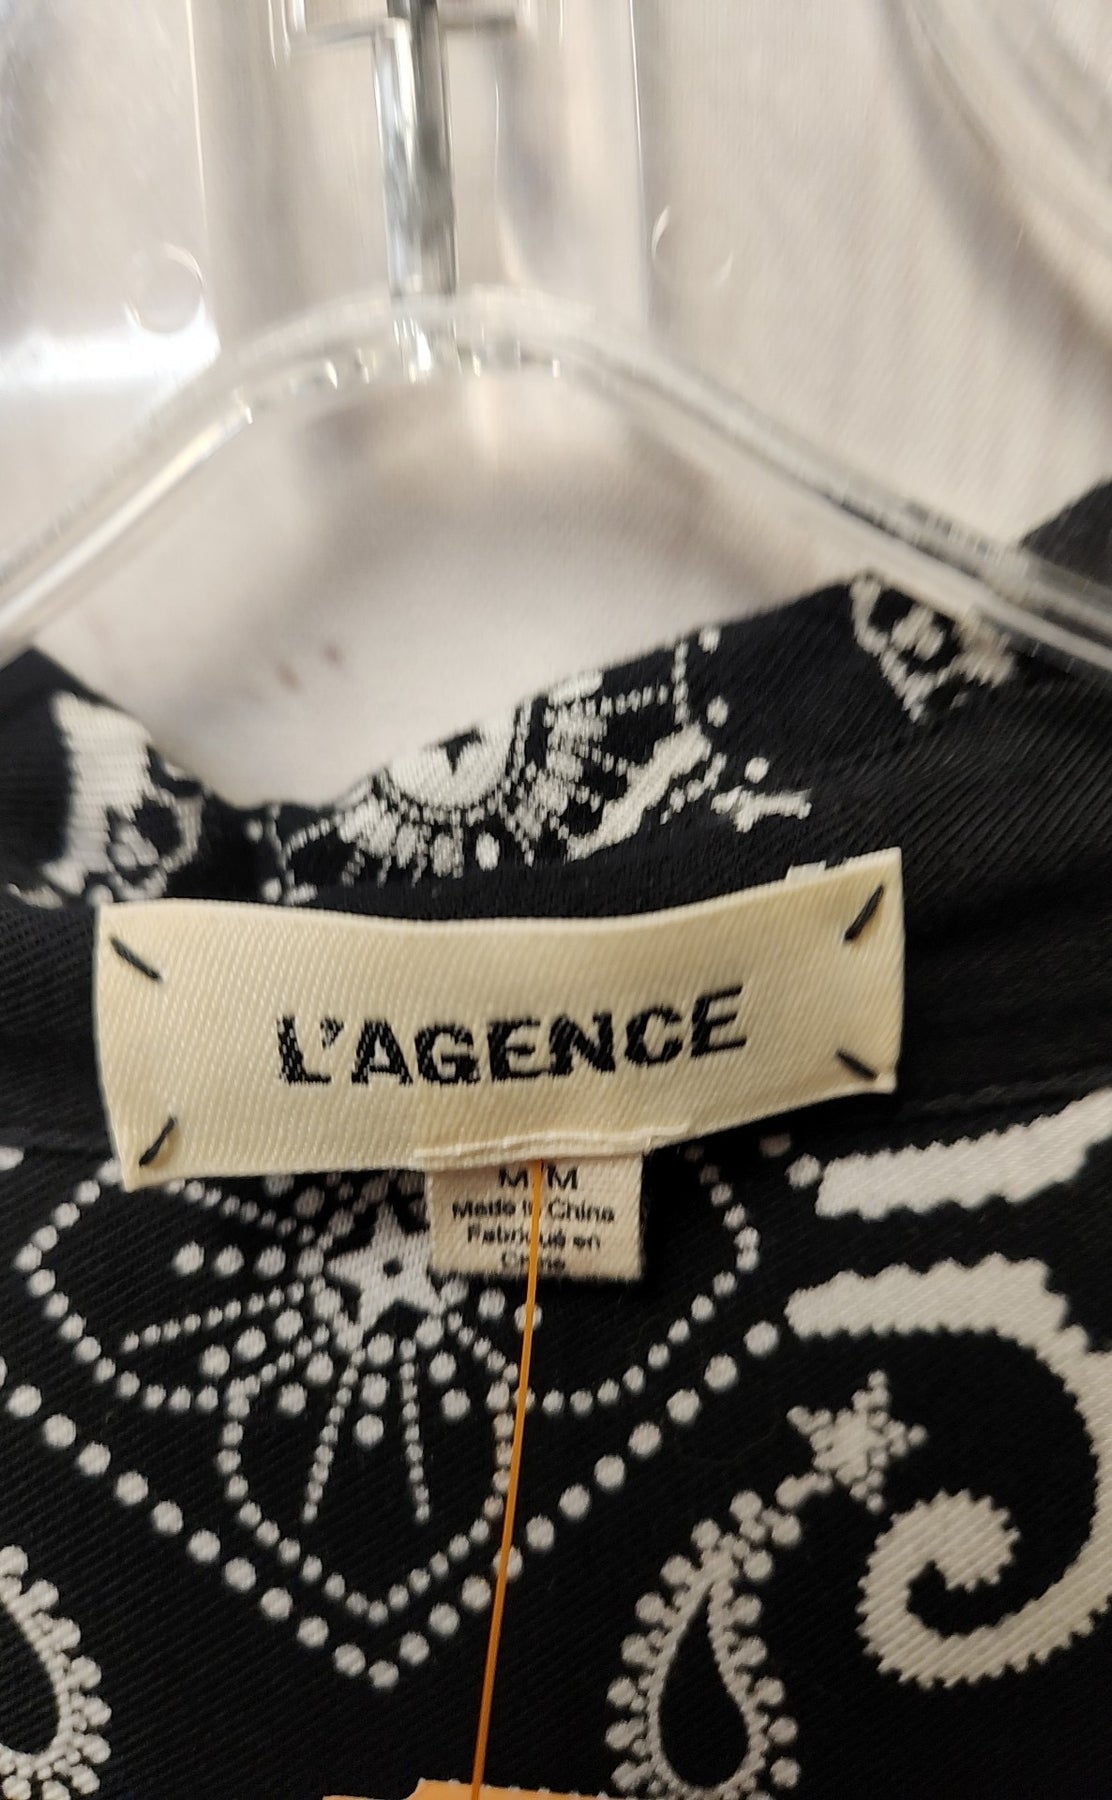 L'AGENCE
M/M
Made in China
Fabriqué en
Chine